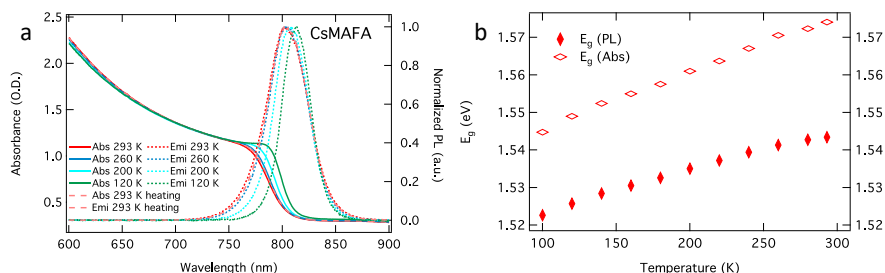 a
CsMAFA
2.5
2.0
1.5
1.0
0.5
Absorbance (O.D.)
1.0
0.8
0.6
0.4
0.2
0.0
Normalized PL (a.u.)
Abs 293 K
Emi 293 K
Abs 260 K
Emi 260 K
Abs 200 K
Emi 200 K
Abs 120 K
Emi 120 K
Abs 293 K heating
Emi 293 K heating
600
650
700
750
800
850
900
Wavelength (nm)
b
Eg (PL)
Eg (Abs)
1.57
1.56
1.55
1.54
1.53
1.52
Eg (eV)
1.57
1.56
1.55
1.54
1.53
1.52
100
150
200
250
300
Temperature (K)